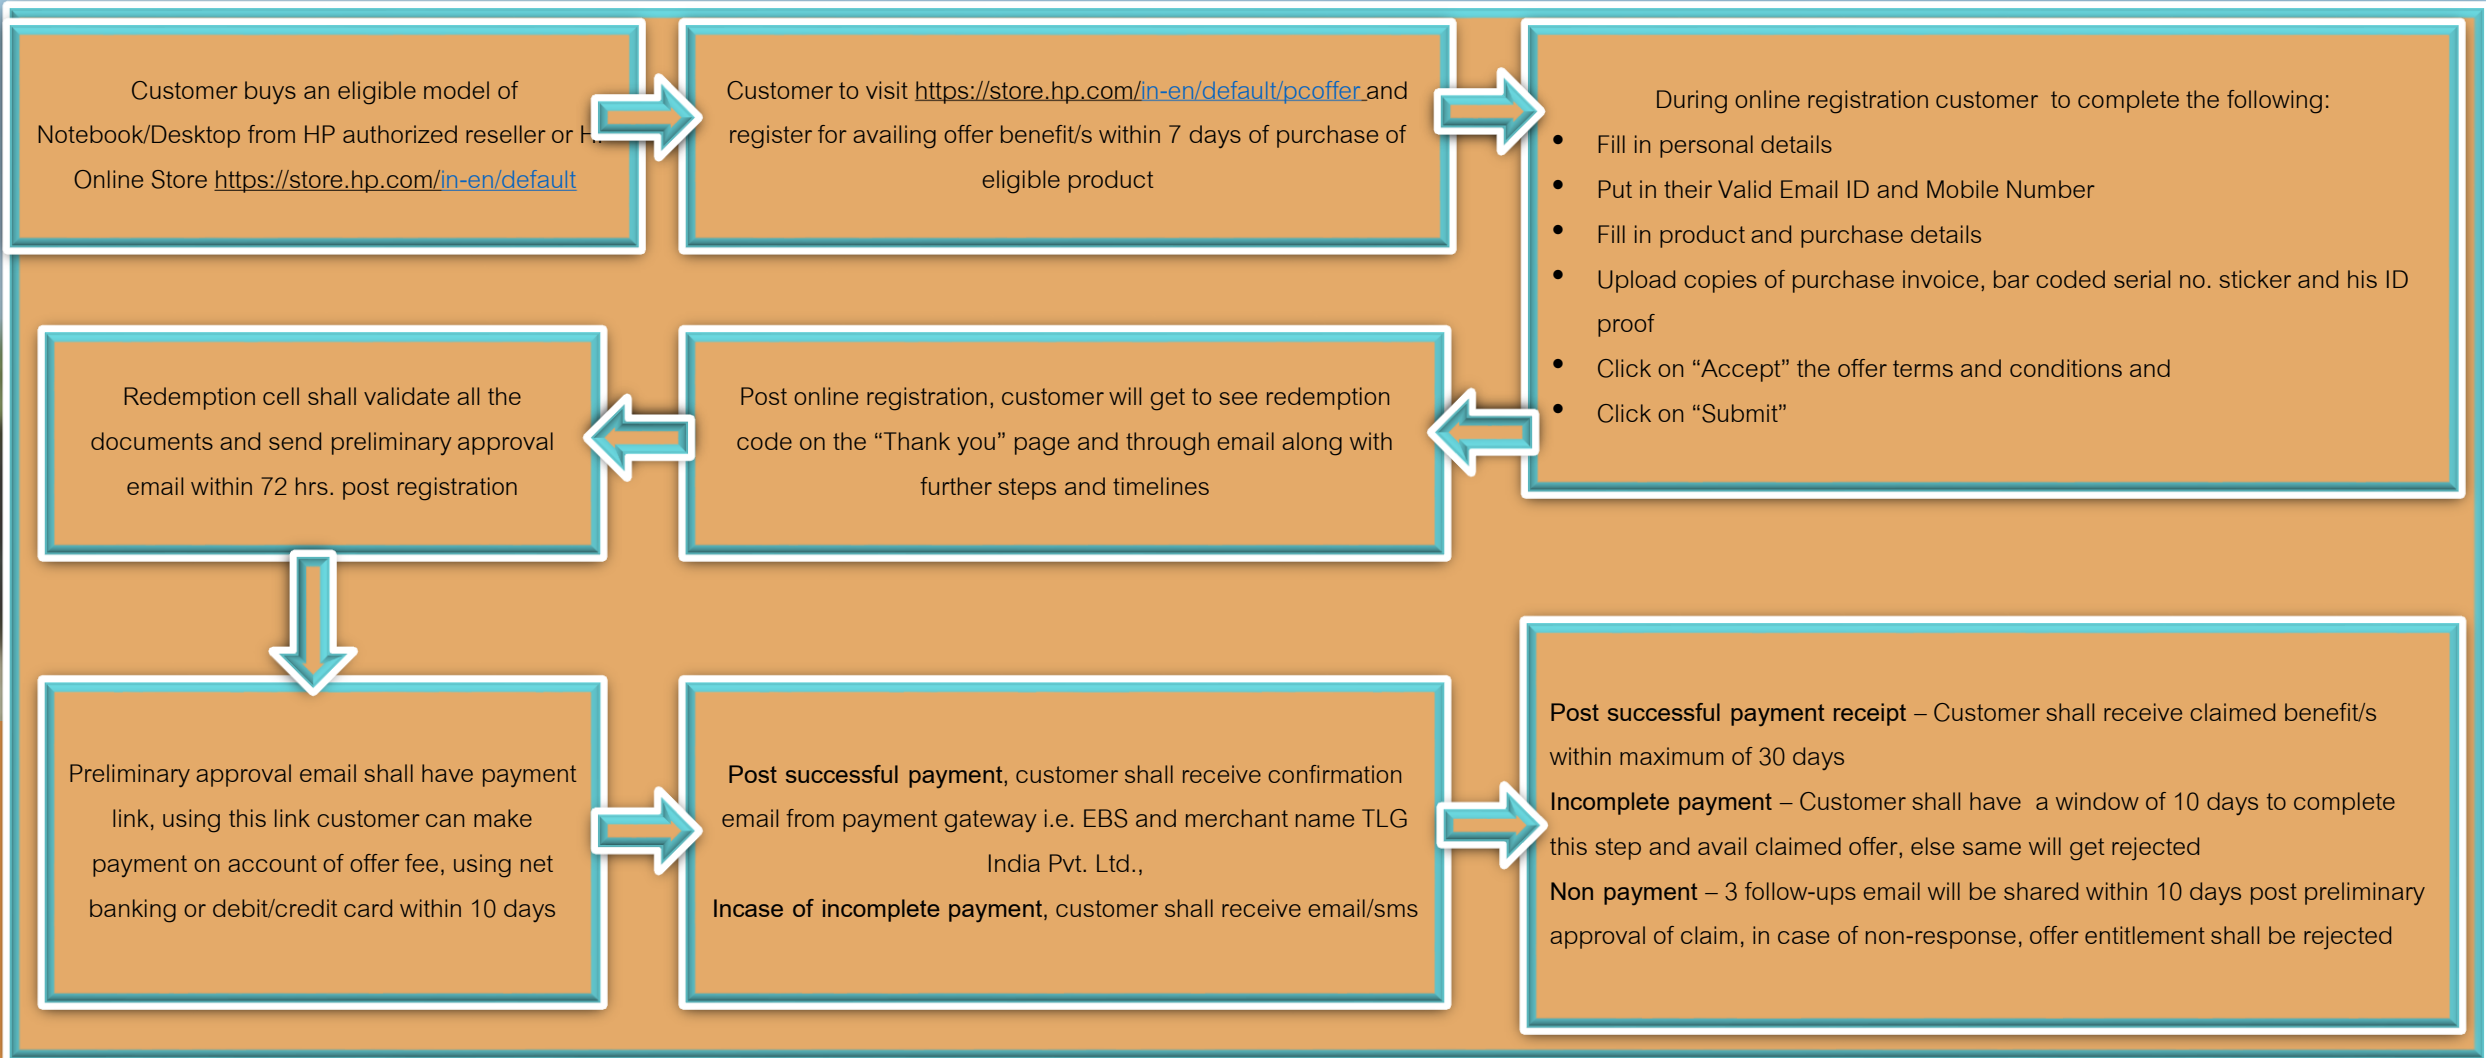 Customer buys an eligible model of
Notebook/Desktop from HP authorized reseller or
Online Store https://store.hp.com/in-en/default
Customer to visit https://store.hp.com/in-en/default/pcoffer and
register for availing offer benefit/s within 7 days of purchase of
eligible product
During online registration customer to complete the following:
• Fill in personal details
• Put in their Valid Email ID and Mobile Number
• Fill in product and purchase details
• Upload copies of purchase invoice, bar coded serial no. sticker and his ID
proof
• Click on “Accept” the offer terms and conditions and
• Click on “Submit”
Post online registration, customer will get to see redemption
code on the “Thank you” page and through email along with
further steps and timelines
Redemption cell shall validate all the
documents and send preliminary approval
email within 72 hrs. post registration
Preliminary approval email shall have payment
link, using this link customer can make
payment on account of offer fee, using net
banking or debit/credit card within 10 days
Post successful payment, customer shall receive confirmation
email from payment gateway i.e. EBS and merchant name TLG
India Pvt. Ltd.,
Incase of incomplete payment, customer shall receive email/sms
Post successful payment receipt – Customer shall receive claimed benefit/s
within maximum of 30 days
Incomplete payment – Customer shall have a window of 10 days to complete
this step and avail claimed offer, else same will get rejected
Non payment – 3 follow-ups email will be shared within 10 days post preliminary
approval of claim, in case of non-response, offer entitlement shall be rejected